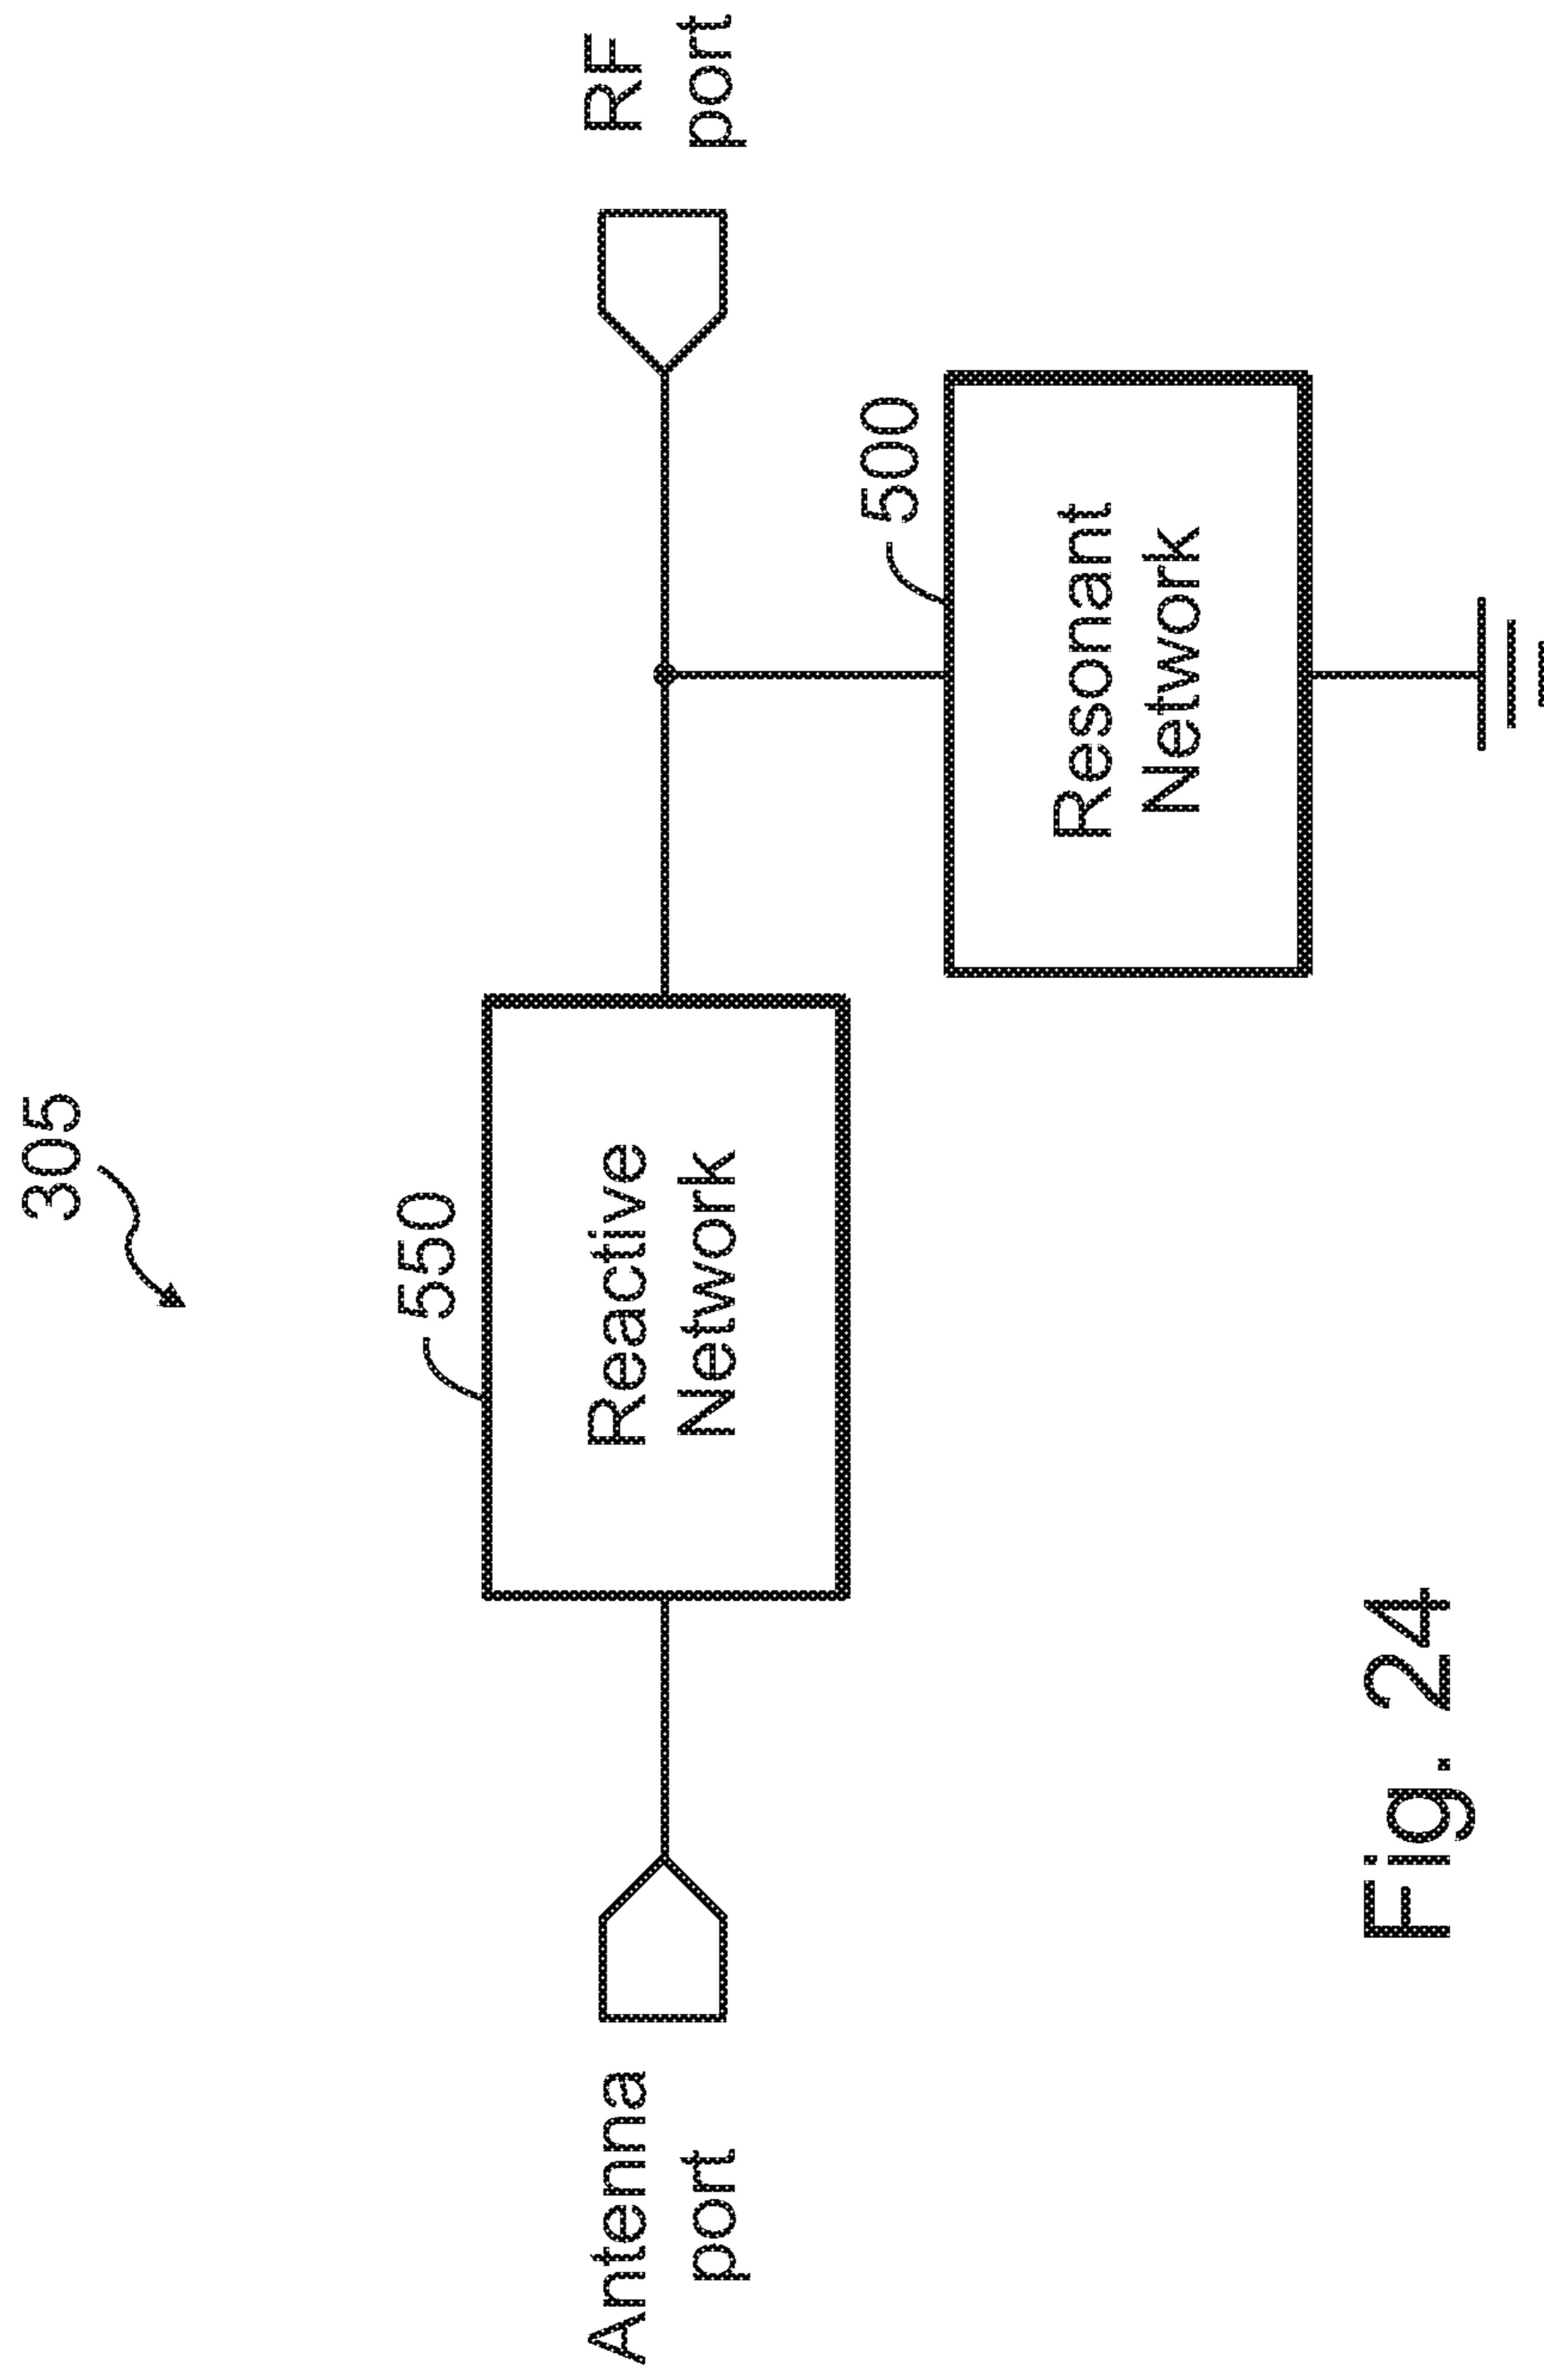 305
550
Reactive
Network
Antenna
port
RF
port
500
Resonant
Network
Fig. 24